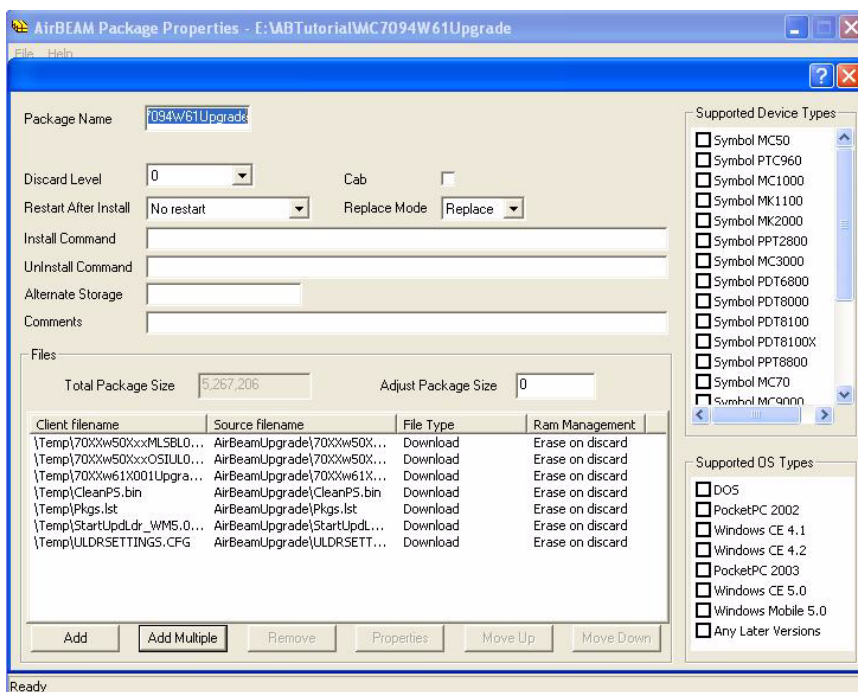 AirBEAM Package Properties - E:\ABTutorial\MC7094W61Upgrade
File Help
Package Name 7094W61Upgrade
Discard Level 0 Cab
Restart After Install No restart Replace Mode Replace
Install Command
UnInstall Command
Alternate Storage
Comments
Files
Total Package Size 5,267,206 Adjust Package Size 0
Client filename Source filename File Type Ram Management
\Temp\70XXw50XxxMLSBL0... AirBeamUpgrade\70XXw50X... Download Erase on discard
\Temp\70XXw50XxxOSIUL0... AirBeamUpgrade\70XXw50X... Download Erase on discard
\Temp\70XXw61X001Upgra... AirBeamUpgrade\70XXw61X... Download Erase on discard
\Temp\CleanPS.bin AirBeamUpgrade\CleanPS.bin Download Erase on discard
\Temp\Pkgs.lst AirBeamUpgrade\Pkgs.lst Download Erase on discard
\Temp\StartUpdLdr_WM5.0... AirBeamUpgrade\StartUpdL... Download Erase on discard
\Temp\ULDRSETTINGS.CFG AirBeamUpgrade\ULDRSETT... Download Erase on discard
Add Add Multiple Remove Properties Move Up Move Down
Supported Device Types
Symbol MC50
Symbol PTC960
Symbol MC1000
Symbol MK1100
Symbol MK2000
Symbol PPT2800
Symbol MC3000
Symbol PDT6800
Symbol PDT8000
Symbol PDT8100
Symbol PDT8100X
Symbol PPT8800
Symbol MC70
Symbol MC9000
Supported OS Types
DOS
PocketPC 2002
Windows CE 4.1
Windows CE 4.2
PocketPC 2003
Windows CE 5.0
Windows Mobile 5.0
Any Later Versions
Ready